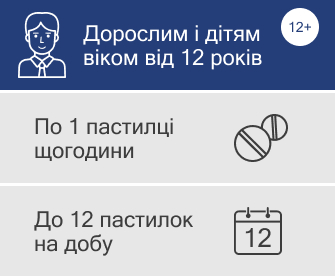 Дорослим і дітям
віком від 12 років
12+
По 1 пастилці
щогодини
До 12 пастилок
на добу
12